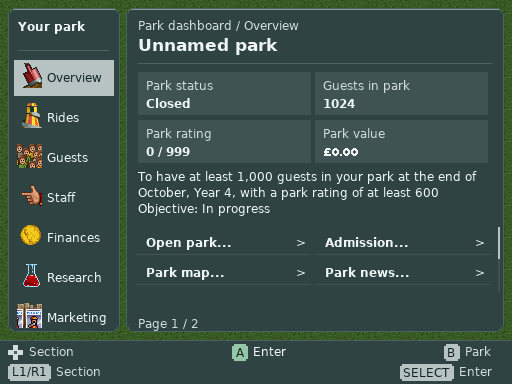 Your park
Overview
Rides
Guests
Staff
Finances
Research
Marketing
Park dashboard / Overview
Unnamed park
Park status
Closed
Guests in park
1024
Park rating
0 / 999
Park value
£0.00
To have at least 1,000 guests in your park at the end of
October, Year 4, with a park rating of at least 600
Objective: In progress
Open park... >
Admission... >
Park map... >
Park news... >
Page 1 / 2
Section
A Enter
B Park
L1/R1 Section
SELECT Enter